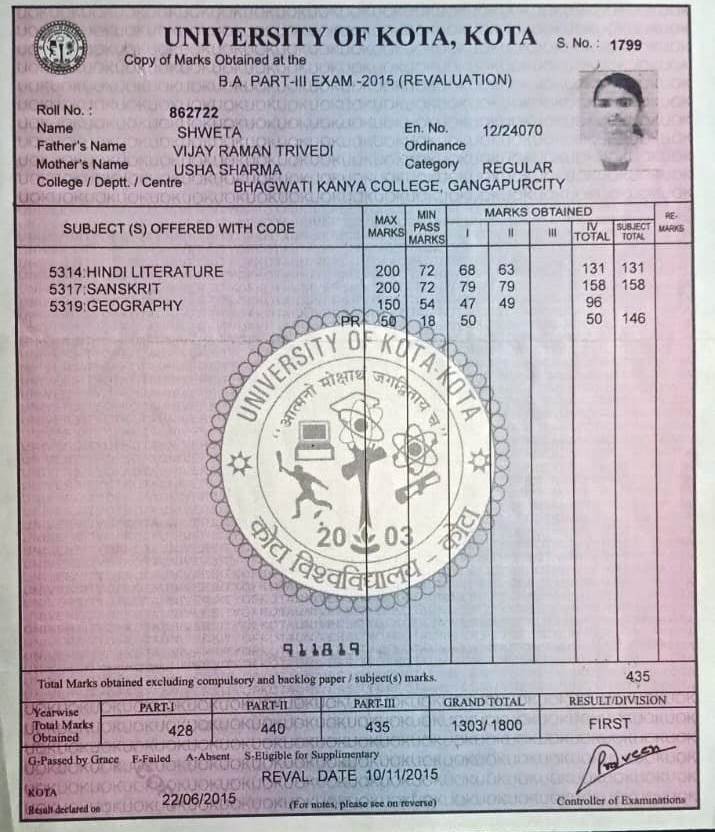 UNIVERSITY OF KOTA, KOTA
S. No. : 1799
Copy of Marks Obtained at the
B.A. PART-III EXAM.-2015 (REVALUATION)
Roll No. : 862722
Name SHWETA En. No. 12/24070
Father's Name VIJAY RAMAN TRIVEDI Ordinance
Mother's Name USHA SHARMA Category REGULAR
College / Deptt. / Centre BHAGWATI KANYA COLLEGE, GANGAPURCITY
SUBJECT (S) OFFERED WITH CODE MAX MARKS MIN PASS MARKS MARKS OBTAINED I II III IV TOTAL SUBJECT TOTAL RE-MARKS
5314:HINDI LITERATURE 200 72 68 63 131 131
5317:SANSKRIT 200 72 79 79 158 158
5319:GEOGRAPHY 150 54 47 49 96
PR 50 18 50 50 146
UNIVERSITY OF KOTA-KOTA
"आत्मनो मोक्षार्थ जगद्विताय च"
2003
कोटा विश्वविद्यालय - कोटा
911819
Total Marks obtained excluding compulsory and backlog paper / subject(s) marks. 435
Yearwise Total Marks Obtained PART-I PART-II PART-III GRAND TOTAL RESULT/DIVISION
428 440 435 1303/1800 FIRST
G-Passed by Grace F-Failed A-Absent S-Eligible for Supplimentary
REVAL. DATE 10/11/2015
Praveen
KOTA
Result declared on 22/06/2015 (For notes, please see on reverse) Controller of Examinations